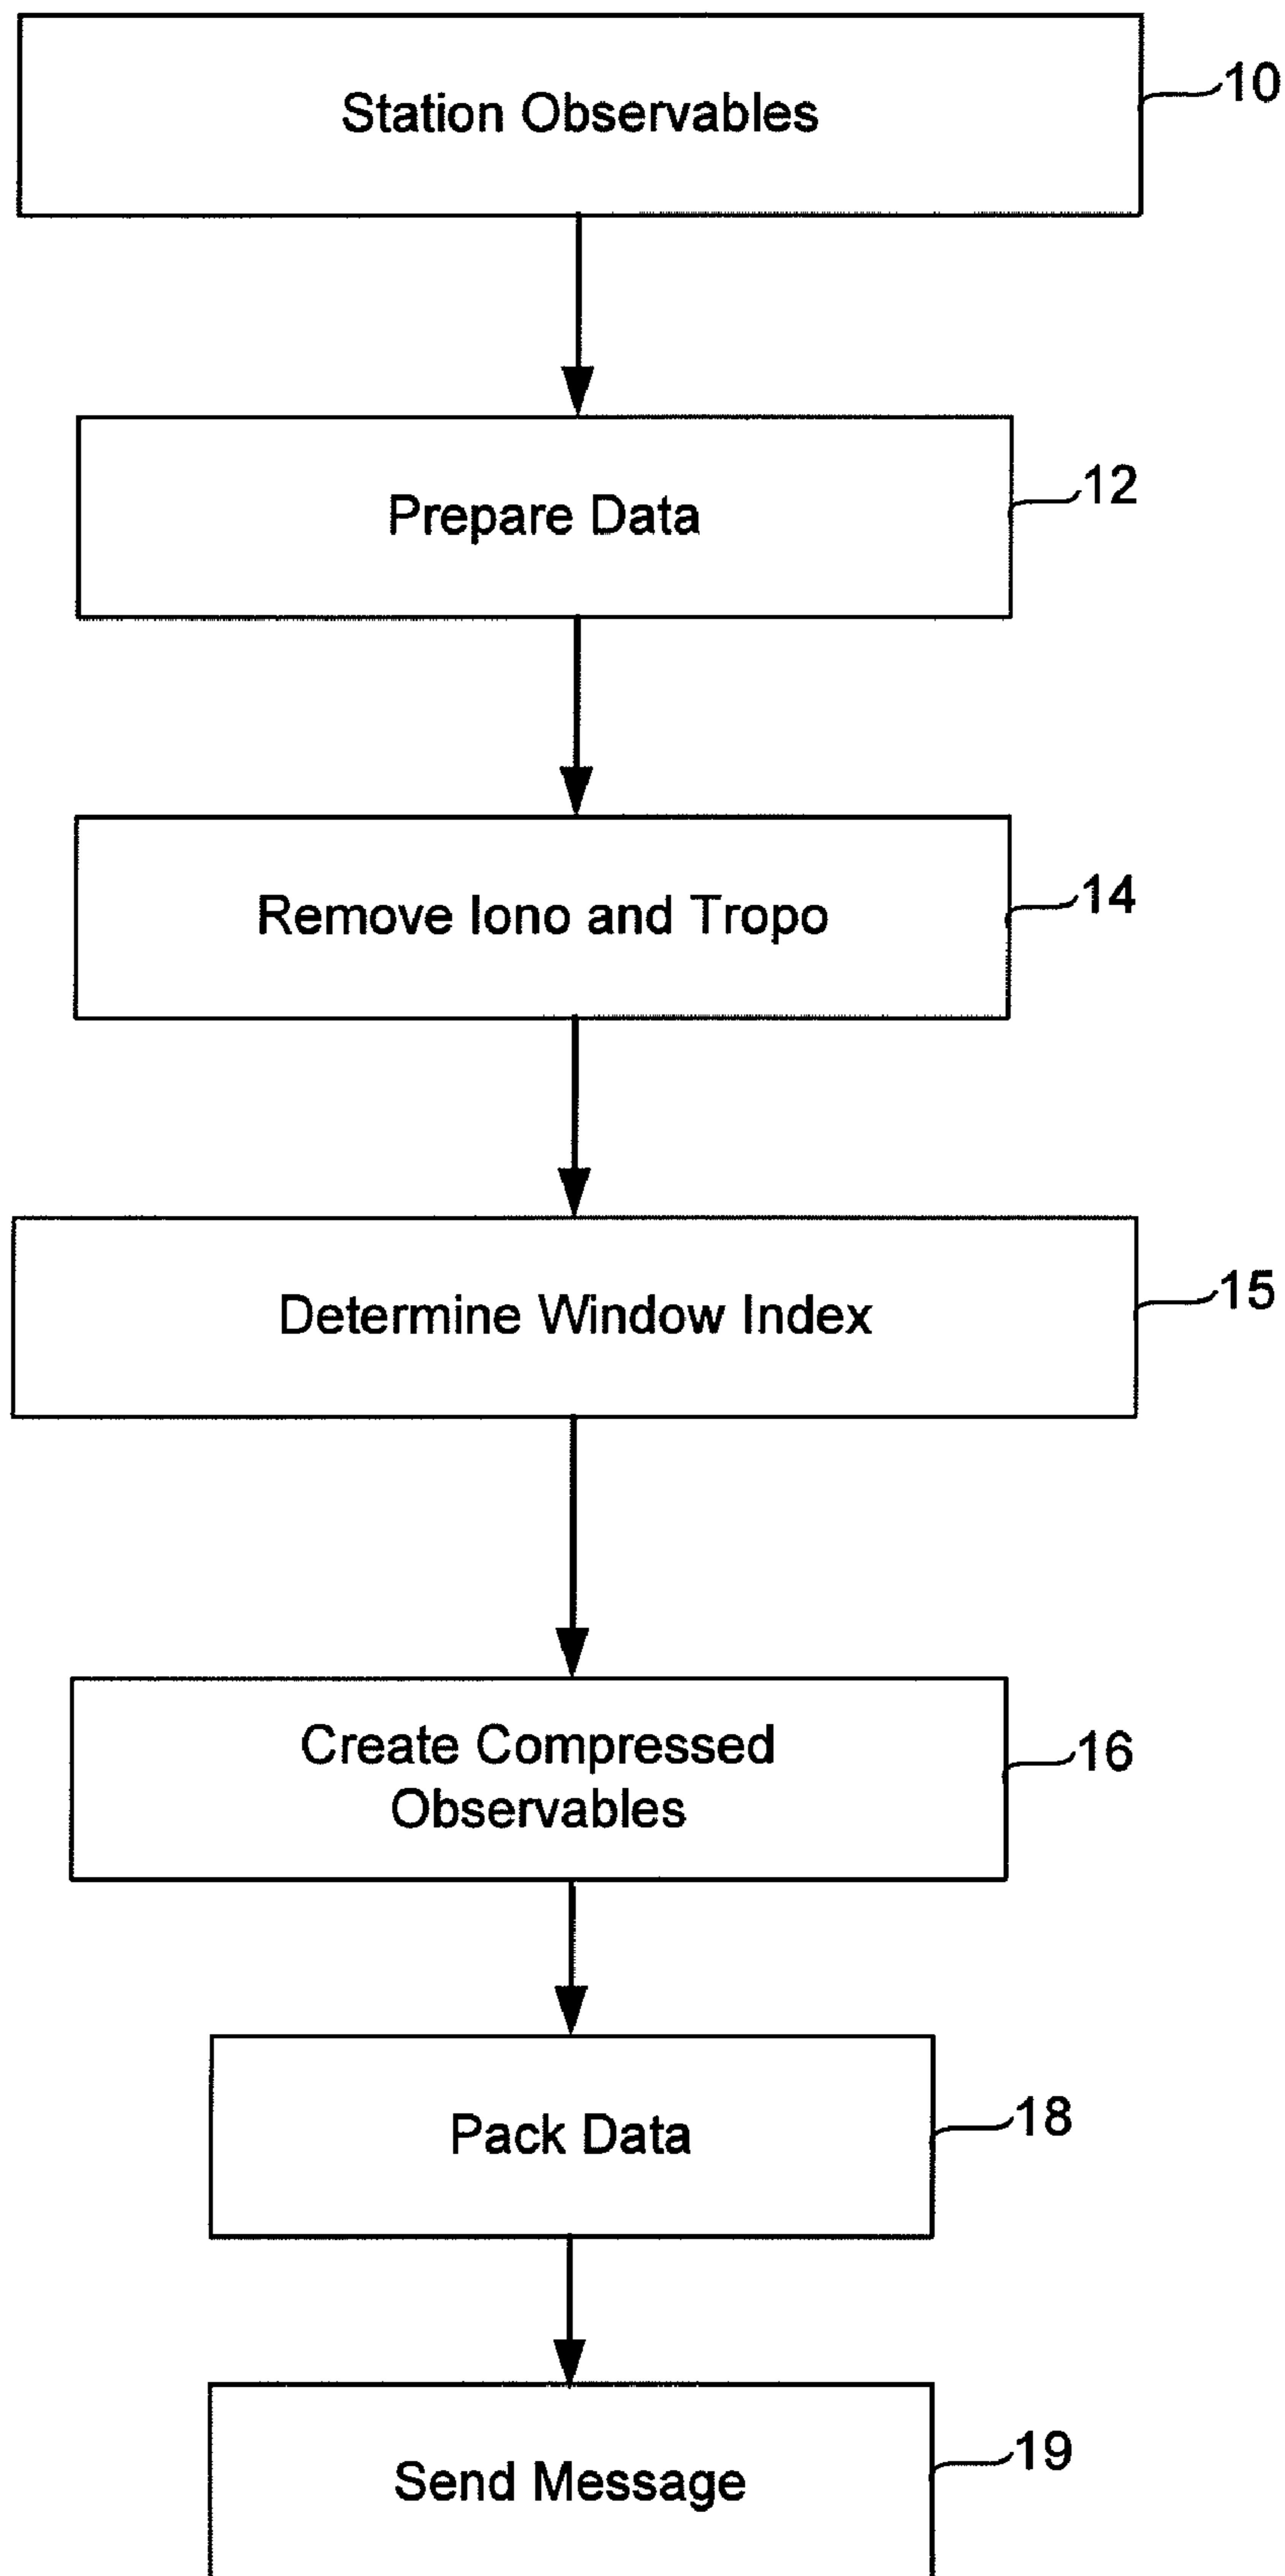 Station Observables
10
Prepare Data
12
Remove Iono and Tropo
14
Determine Window Index
15
Create Compressed
Observables
16
Pack Data
18
Send Message
19